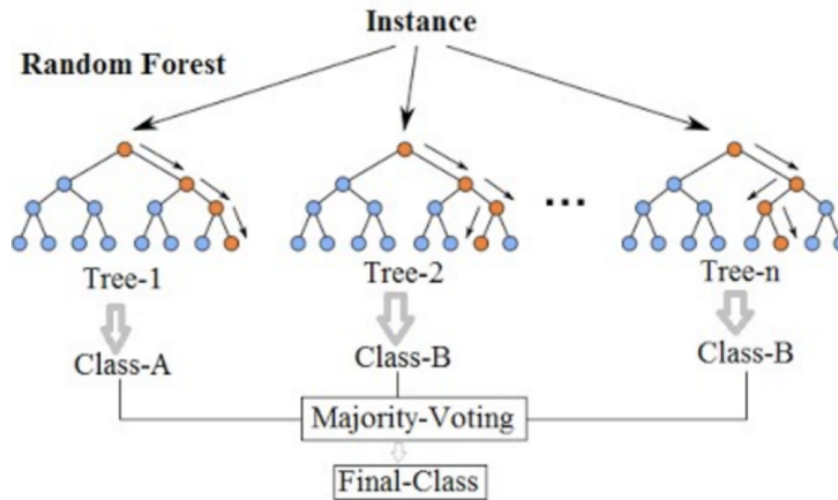 Instance
Random Forest
...
Tree-1
Tree-2
Tree-n
Class-A
Class-B
Class-B
Majority-Voting
Final-Class